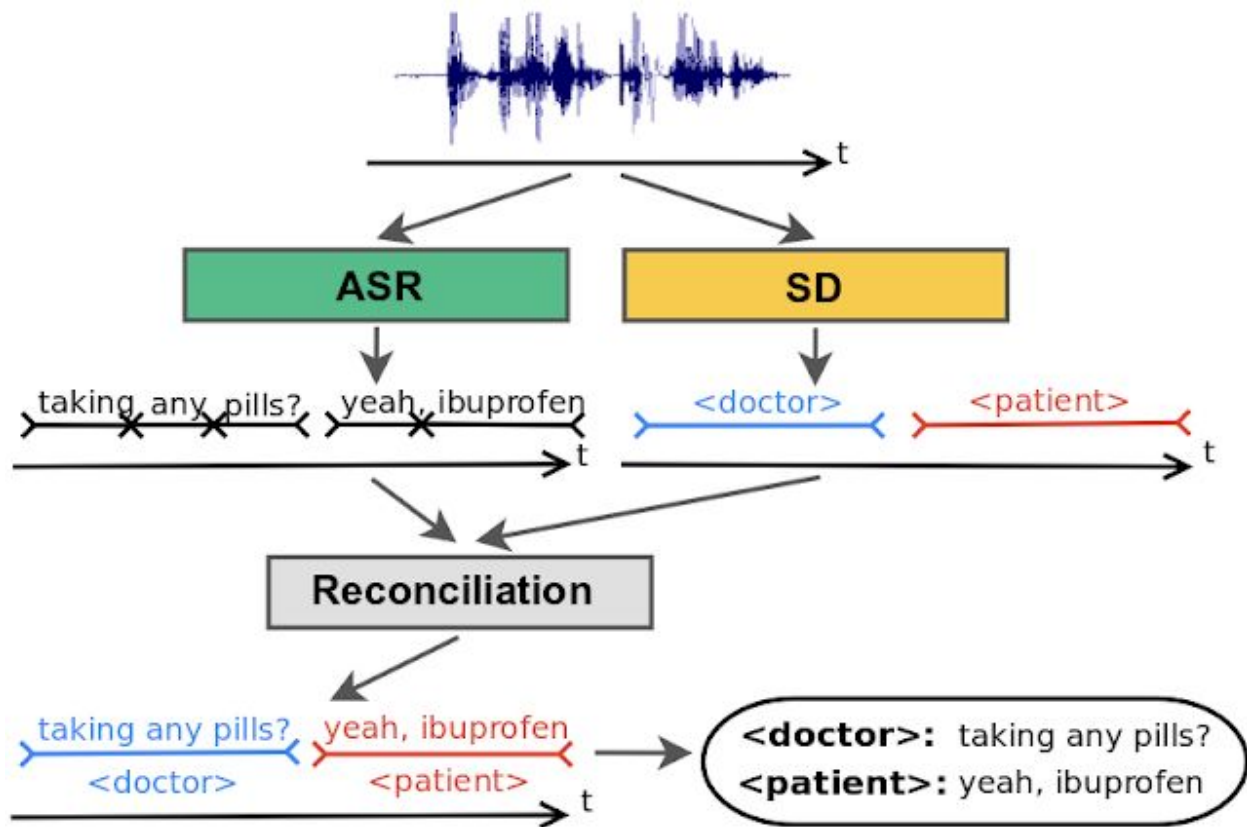 t
ASR
SD
taking any pills? yeah, ibuprofen
t
<doctor> <patient>
t
Reconciliation
taking any pills? yeah, ibuprofen
<doctor> <patient>
t
<doctor>: taking any pills?
<patient>: yeah, ibuprofen